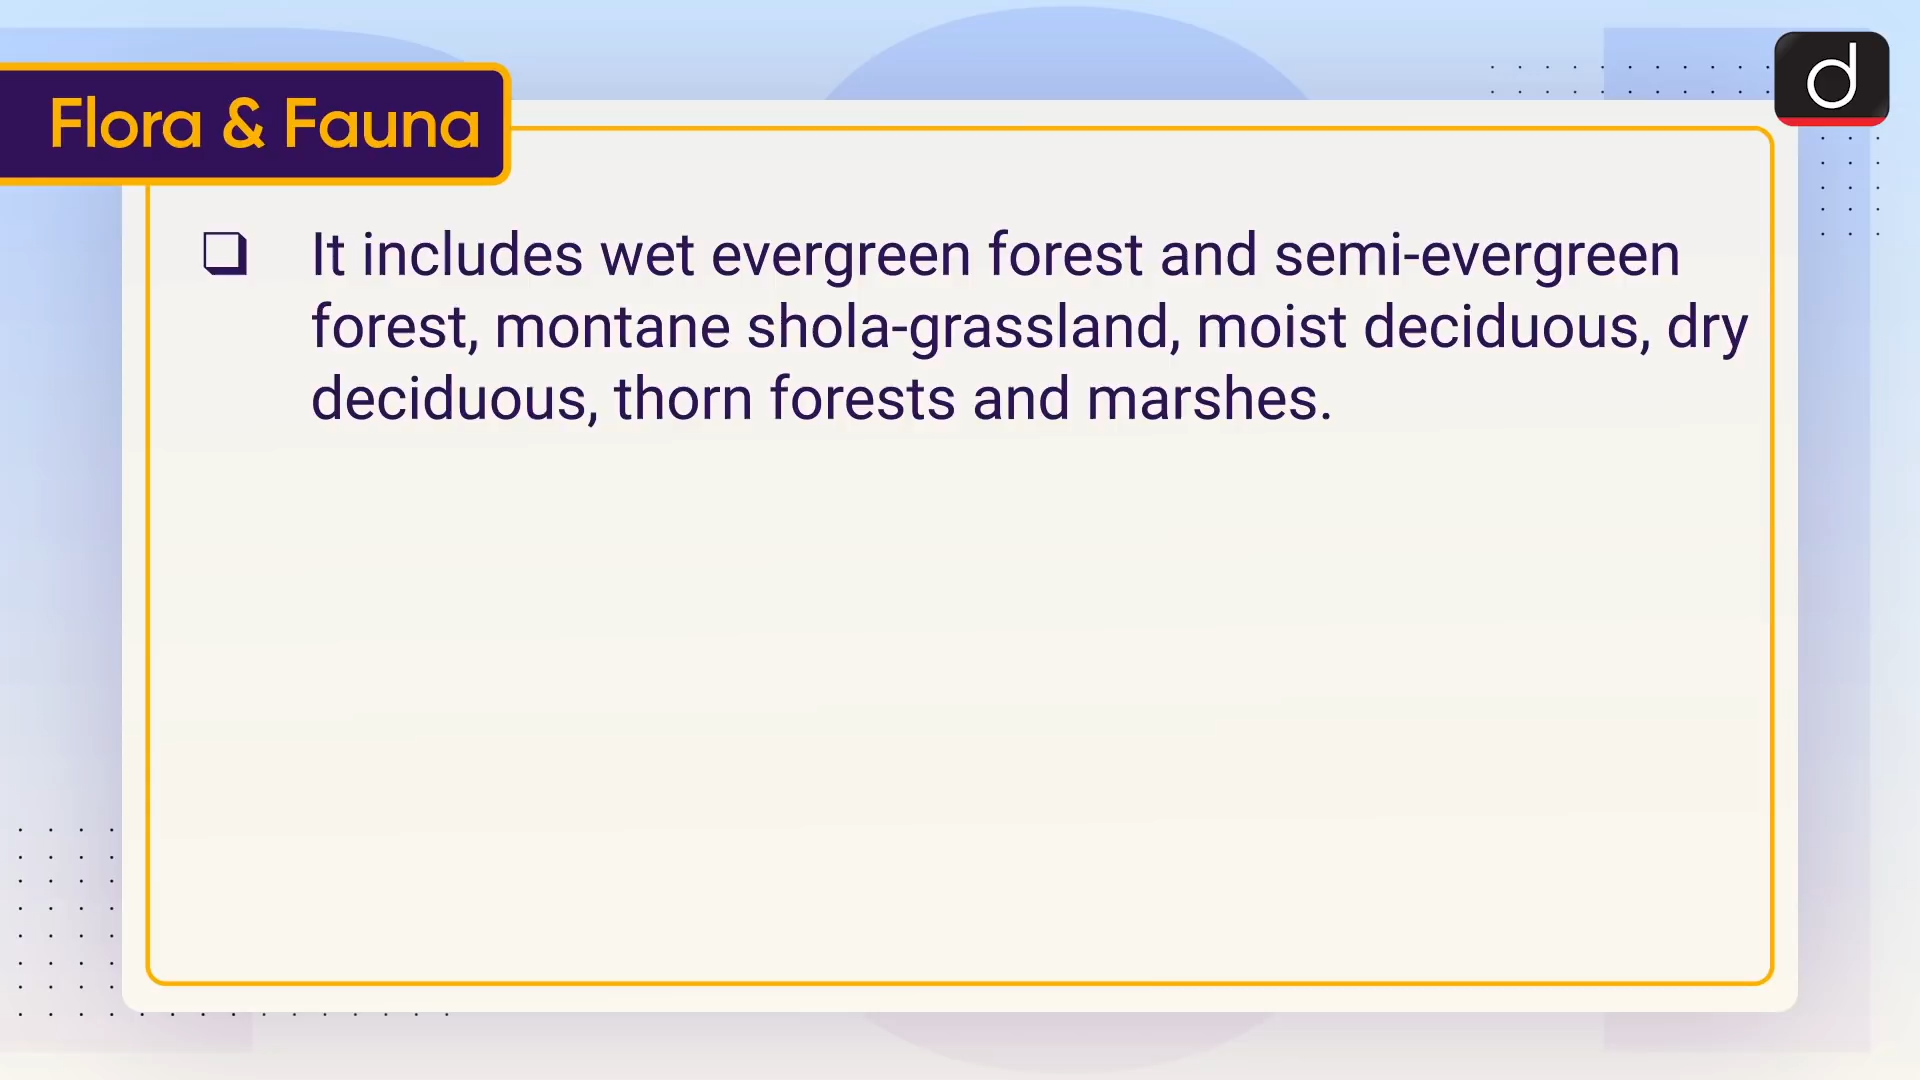 Flora & Fauna
d
❑ It includes wet evergreen forest and semi-evergreen
forest, montane shola-grassland, moist deciduous, dry
deciduous, thorn forests and marshes.